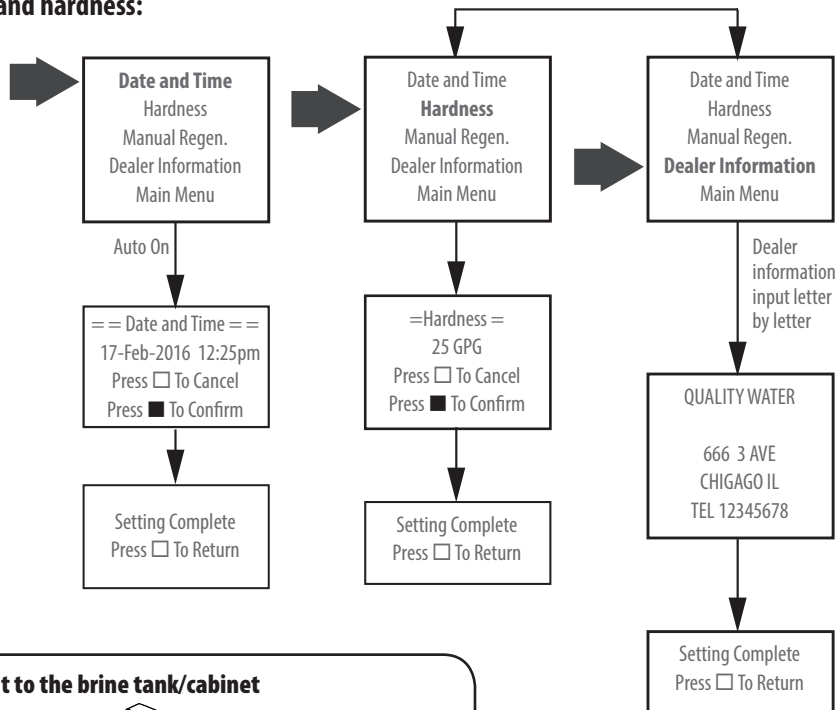 and hardness:
Date and Time
Hardness
Manual Regen.
Dealer Information
Main Menu
Auto On
= = Date and Time = =
17-Feb-2016 12:25pm
Press □ To Cancel
Press ■ To Confirm
Setting Complete
Press □ To Return
Date and Time
Hardness
Manual Regen.
Dealer Information
Main Menu
=Hardness =
25 GPG
Press □ To Cancel
Press ■ To Confirm
Setting Complete
Press □ To Return
Date and Time
Hardness
Manual Regen.
Dealer Information
Main Menu
Dealer
information
input letter
by letter
QUALITY WATER
666 3 AVE
CHIGAGO IL
TEL 12345678
Setting Complete
Press □ To Return
t to the brine tank/cabinet